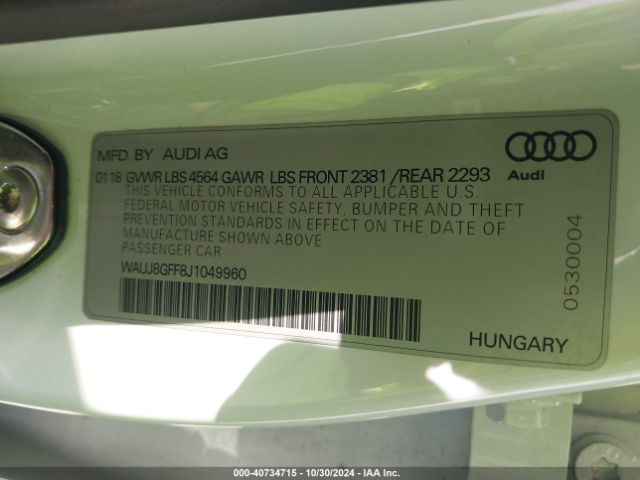 MFD. BY AUDI AG
01 18 GVWR LBS 4564 GAWR LBS FRONT 2381 /REAR 2293
THIS VEHICLE CONFORMS TO ALL APPLICABLE U.S.
FEDERAL MOTOR VEHICLE SAFETY, BUMPER AND THEFT
PREVENTION STANDARDS IN EFFECT ON THE DATE OF
MANUFACTURE SHOWN ABOVE
PASSENGER CAR
WAUJ8GFF8J1049960
Audi
0530004
HUNGARY
000-40734715 - 10/30/2024 - IAA Inc.